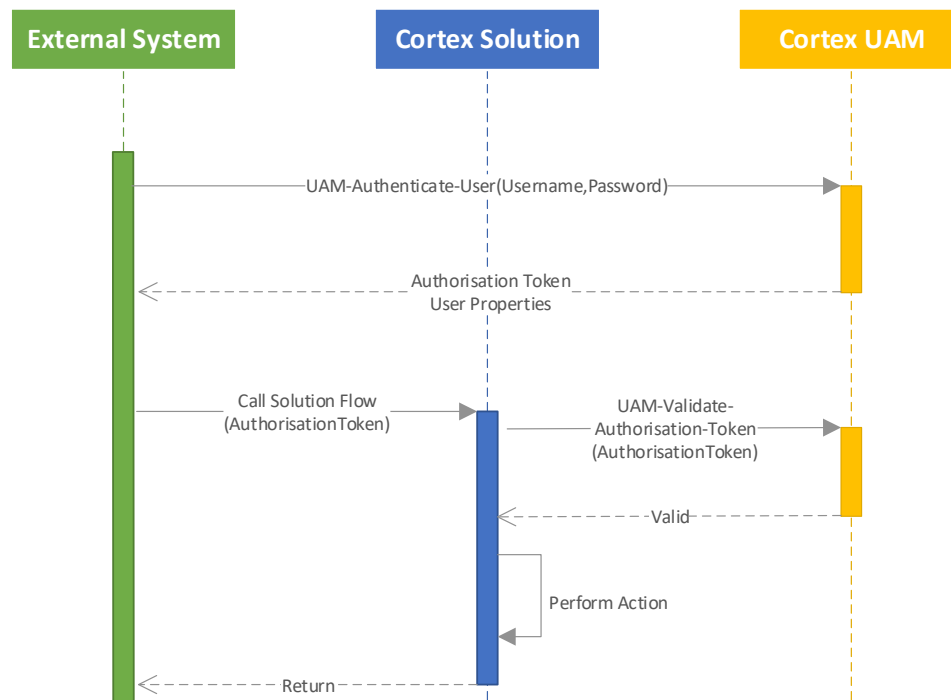 External System
Cortex Solution
Cortex UAM
UAM-Authenticate-User(Username,Password)
Authorisation Token
User Properties
Call Solution Flow
(AuthorisationToken)
UAM-Validate-
Authorisation-Token
(AuthorisationToken)
Valid
Perform Action
Return